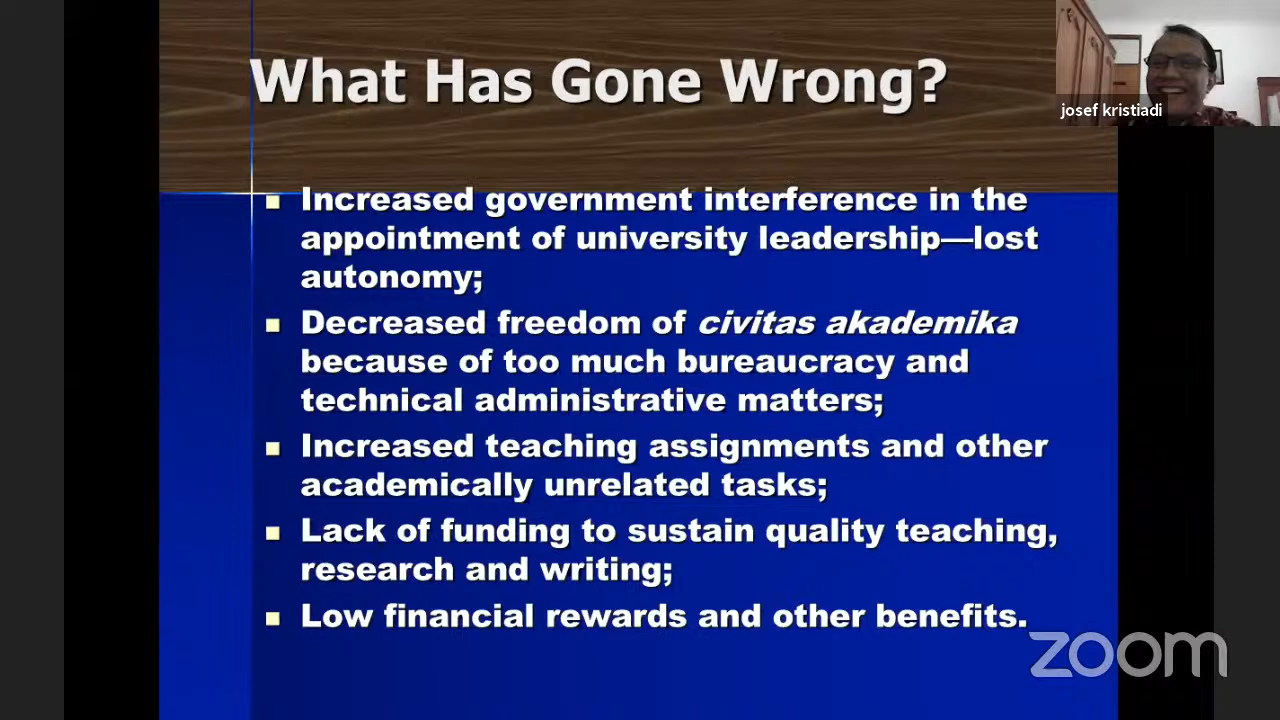 What Has Gone Wrong?
josef kristiadi
Increased government interference in the
appointment of university leadership—lost
autonomy;
Decreased freedom of civitas akademika
because of too much bureaucracy and
technical administrative matters;
Increased teaching assignments and other
academically unrelated tasks;
Lack of funding to sustain quality teaching,
research and writing;
Low financial rewards and other benefits.
zoom